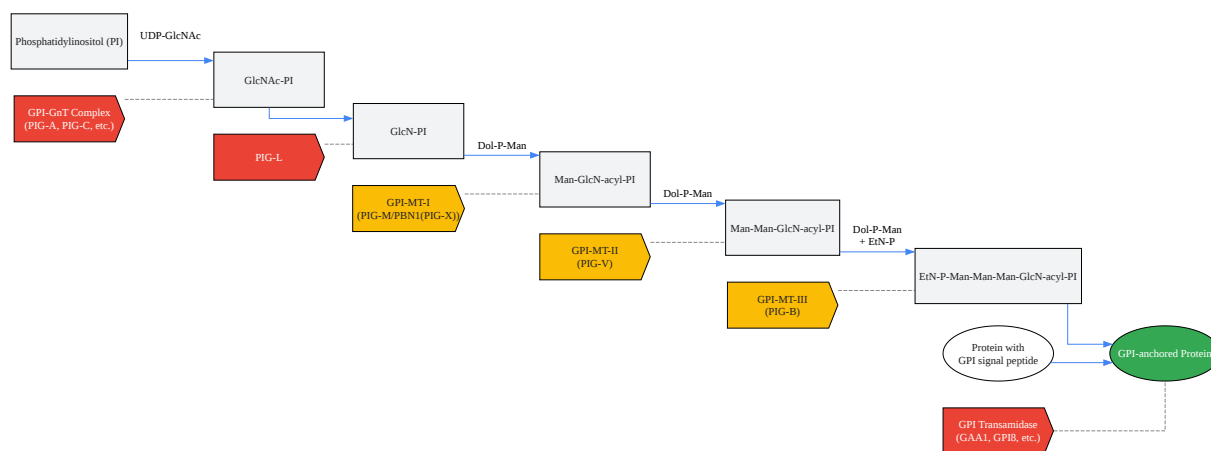 Phosphatidylinositol (PI)
UDP-GlcNAc
GlcNAc-PI
GPI-GnT Complex
(PIG-A, PIG-C, etc.)
GlcN-PI
PIG-L
Dol-P-Man
Man-GlcN-acyl-PI
GPI-MT-I
(PIG-M/PBN1(PIG-X))
Dol-P-Man
Man-Man-GlcN-acyl-PI
GPI-MT-II
(PIG-V)
Dol-P-Man
+ EtN-P
EtN-P-Man-Man-Man-GlcN-acyl-PI
GPI-MT-III
(PIG-B)
Protein with
GPI signal peptide
GPI-anchored Protein
GPI Transamidase
(GAA1, GPI8, etc.)